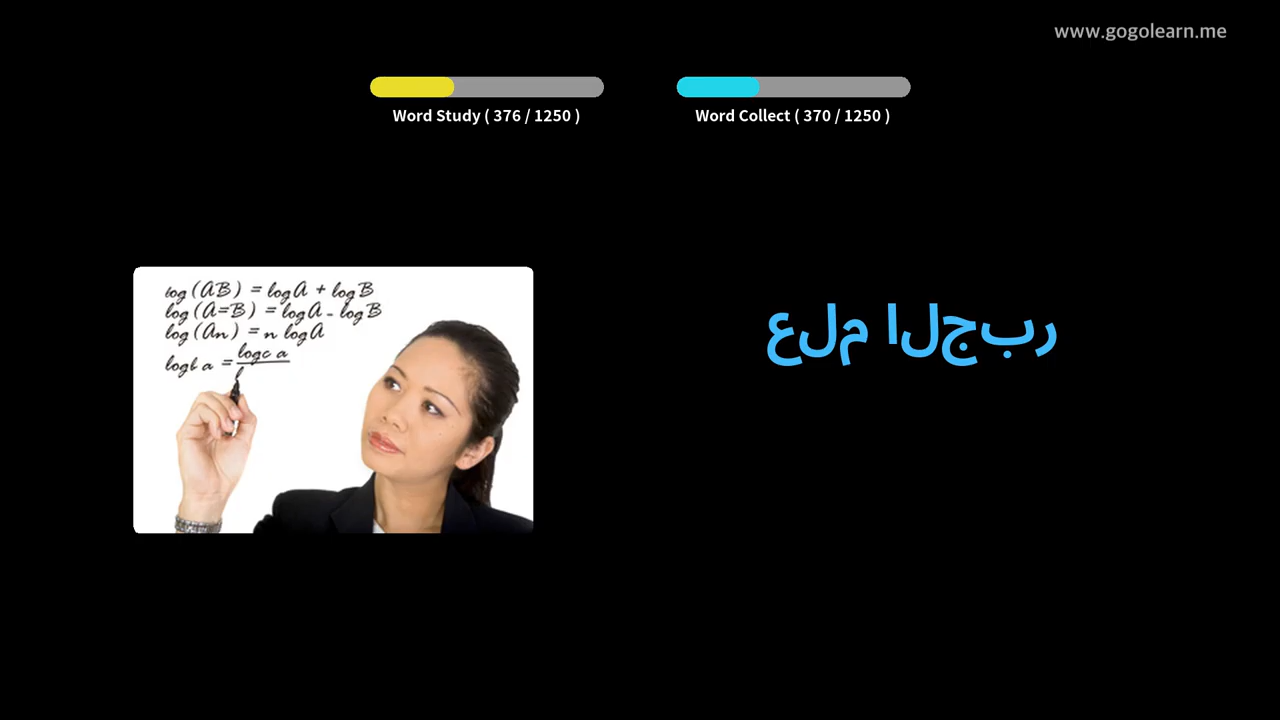 www.gogolearn.me
Word Study ( 376 / 1250 )
Word Collect ( 370 / 1250 )
log (AB) = logA + logB
log (A=B) = logA - logB
log (An) = n logA
logb a = logc a
علم الجبر